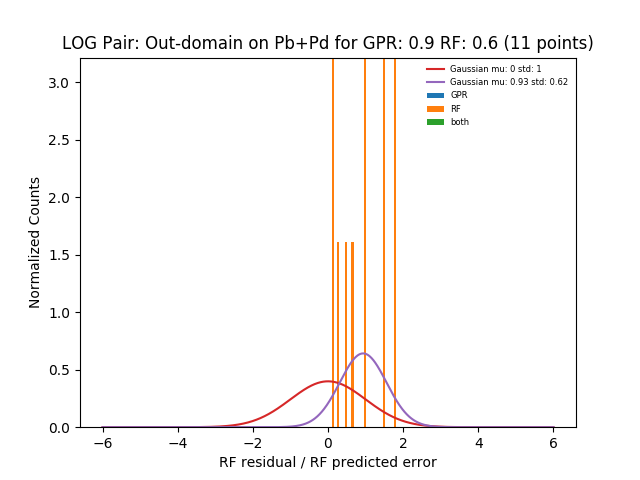 LOG Pair: Out-domain on Pb+Pd for GPR: 0.9 RF: 0.6 (11 points)
Gaussian mu: 0 std: 1
Gaussian mu: 0.93 std: 0.62
GPR
RF
both
Normalized Counts
3.0
2.5
2.0
1.5
1.0
0.5
0.0
−6 −4 −2 0 2 4 6
RF residual / RF predicted error